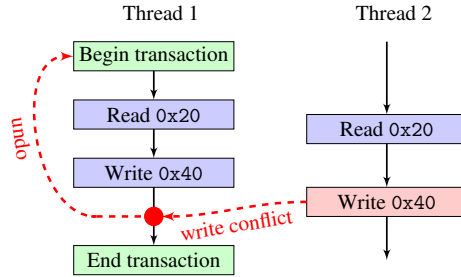 Thread 1
Thread 2
Begin transaction
Read 0x20
Read 0x20
Write 0x40
Write 0x40
undo
write conflict
End transaction